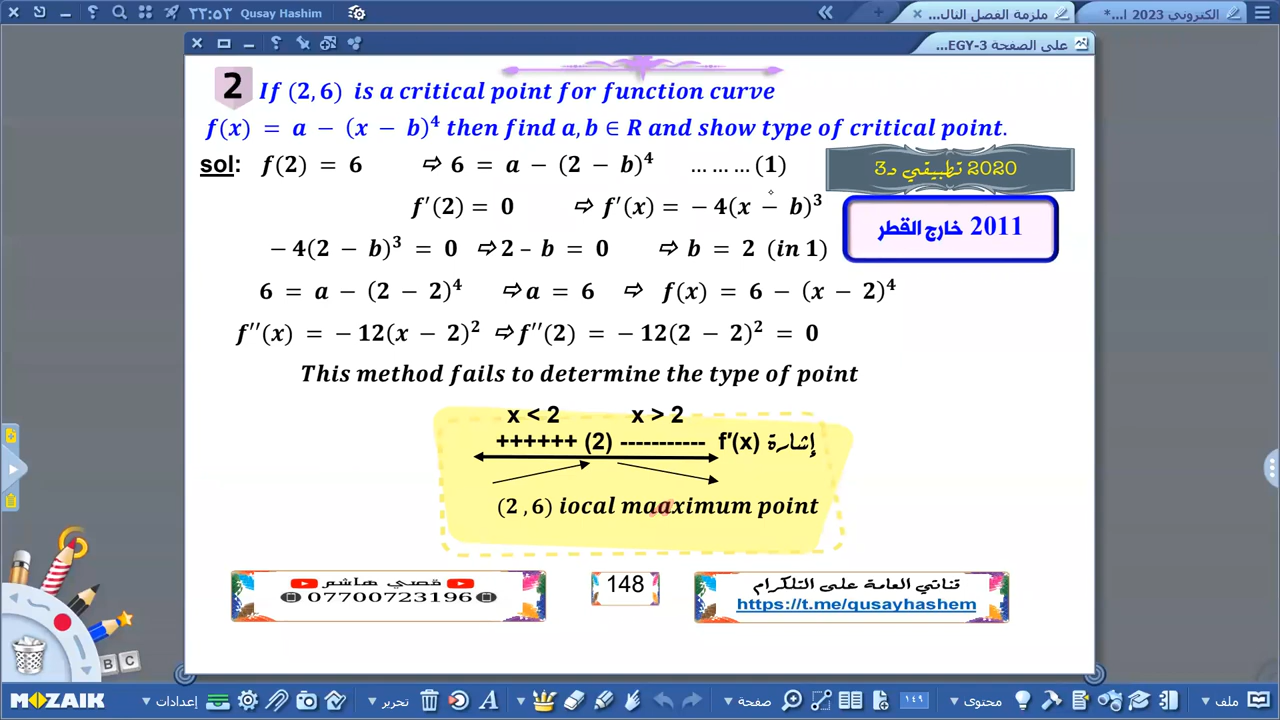 ٢٢:٥٣ Qusay Hashim
ملزمة الفصل الثال...
الكتروني 2023 ا...*
على الصفحة EGY-3...
2 If (2,6) is a critical point for function curve
f(x) = a − (x − b)⁴ then find a, b ∈ R and show type of critical point.
sol: f(2) = 6 ⇨ 6 = a − (2 − b)⁴ ... ... ... (1)
2020 تطبيقي د3
f′(2) = 0 ⇨ f′(x) = −4(x − b)³
2011 خارج القطر
−4(2 − b)³ = 0 ⇨ 2 − b = 0 ⇨ b = 2 (in 1)
6 = a − (2 − 2)⁴ ⇨ a = 6 ⇨ f(x) = 6 − (x − 2)⁴
f′′(x) = −12(x − 2)² ⇨ f′′(2) = −12(2 − 2)² = 0
This method fails to determine the type of point
x < 2 x > 2
++++++ (2) ----------- f′(x) إشارة
(2 ,6) iocal maaximum point
قصي هاشم
07700723196
148
قناتي العامة على التلكرام
https://t.me/qusayhashem
B C
MOZAIK
إعدادات
تحرير
A
صفحة
١٤٩
محتوى
ملف